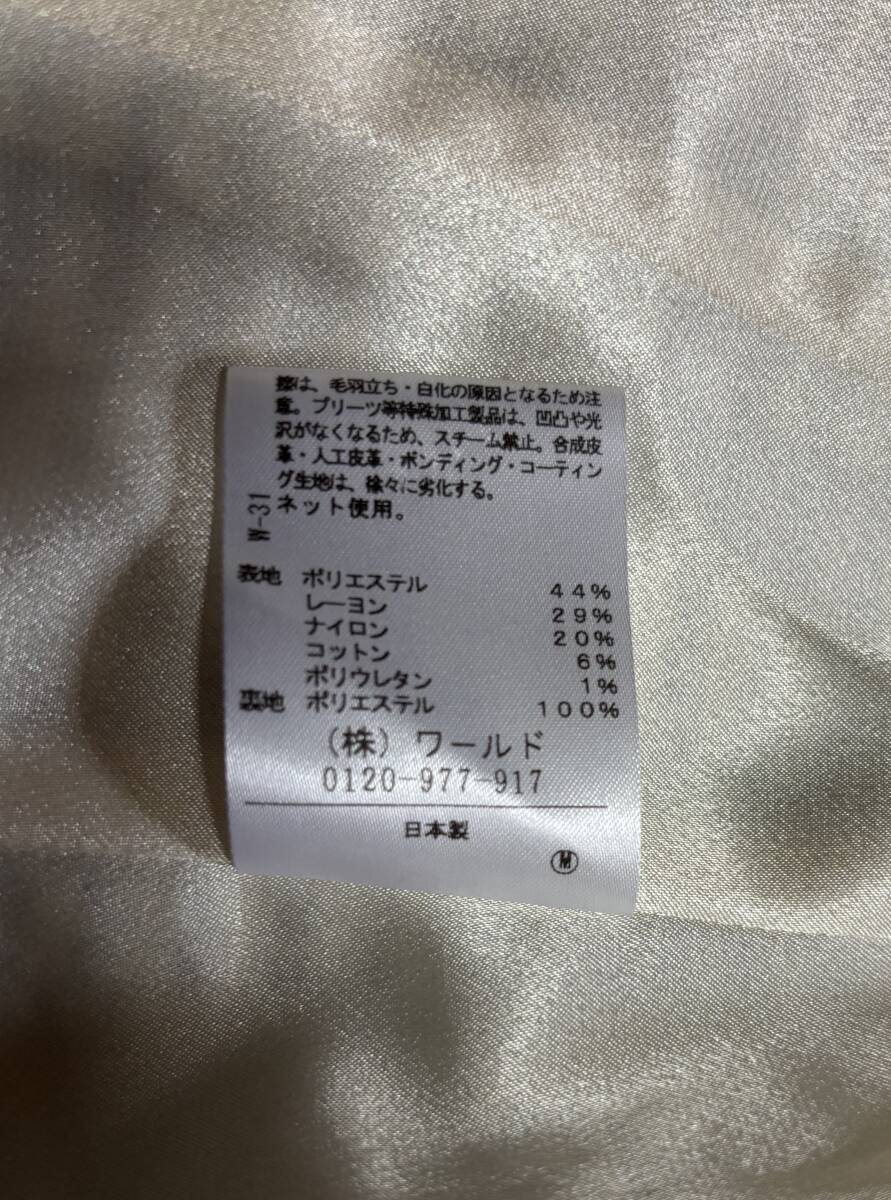 擦は、毛羽立ち・白化の原因となるため注
意。プリーツ等特殊加工製品は、凹凸や光
沢がなくなるため、スチーム禁止。合成皮
革・人工皮革・ボンディング・コーティン
グ生地は、徐々に劣化する。
ネット使用。
W-31
表地 ポリエステル 44%
レーヨン 29%
ナイロン 20%
コットン 6%
ポリウレタン 1%
裏地 ポリエステル 100%
(株) ワールド
0120-977-917
日本製
Ⓜ